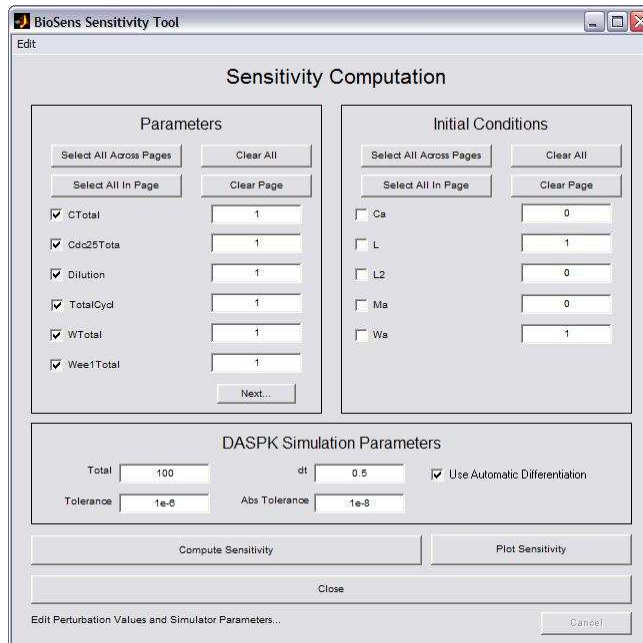 BioSens Sensitivity Tool
Edit
Sensitivity Computation
Parameters
Select All Across Pages Clear All
Select All In Page Clear Page
CTotal 1
Cdc25Tota 1
Dilution 1
TotalCycl 1
WTotal 1
Wee1Total 1
Next...
Initial Conditions
Select All Across Pages Clear All
Select All In Page Clear Page
Ca 0
L 1
L2 0
Ma 0
Wa 1
DASPK Simulation Parameters
Total 100 dt 0.5 Use Automatic Differentiation
Tolerance 1e-6 Abs Tolerance 1e-8
Compute Sensitivity Plot Sensitivity
Close
Edit Perturbation Values and Simulator Parameters... Cancel